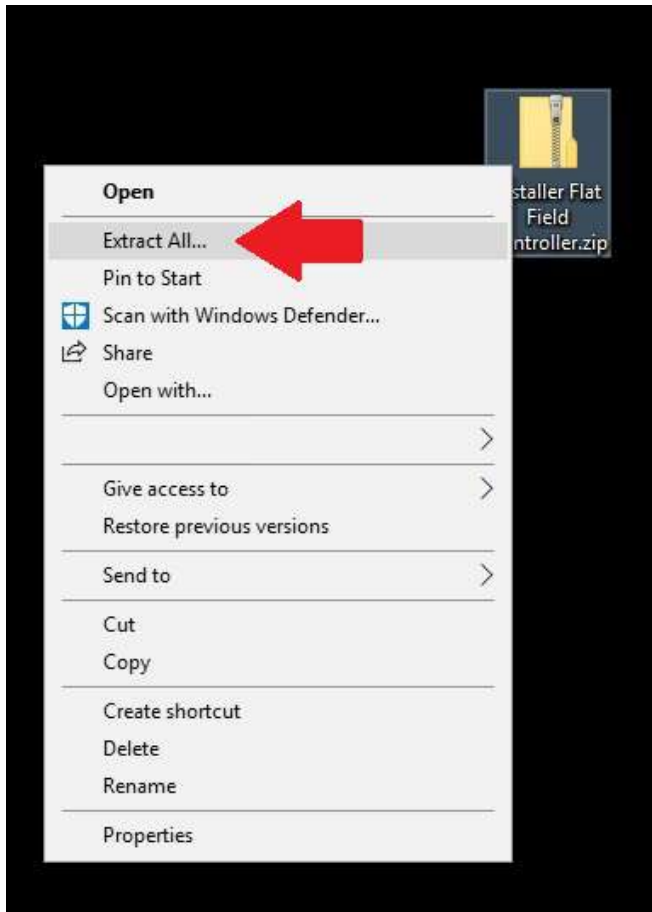 Open
staller Flat
Extract All...
Field
ntroller.zip
Pin to Start
Scan with Windows Defender...
Share
Open with...
Give access to
Restore previous versions
Send to
Cut
Copy
Create shortcut
Delete
Rename
Properties